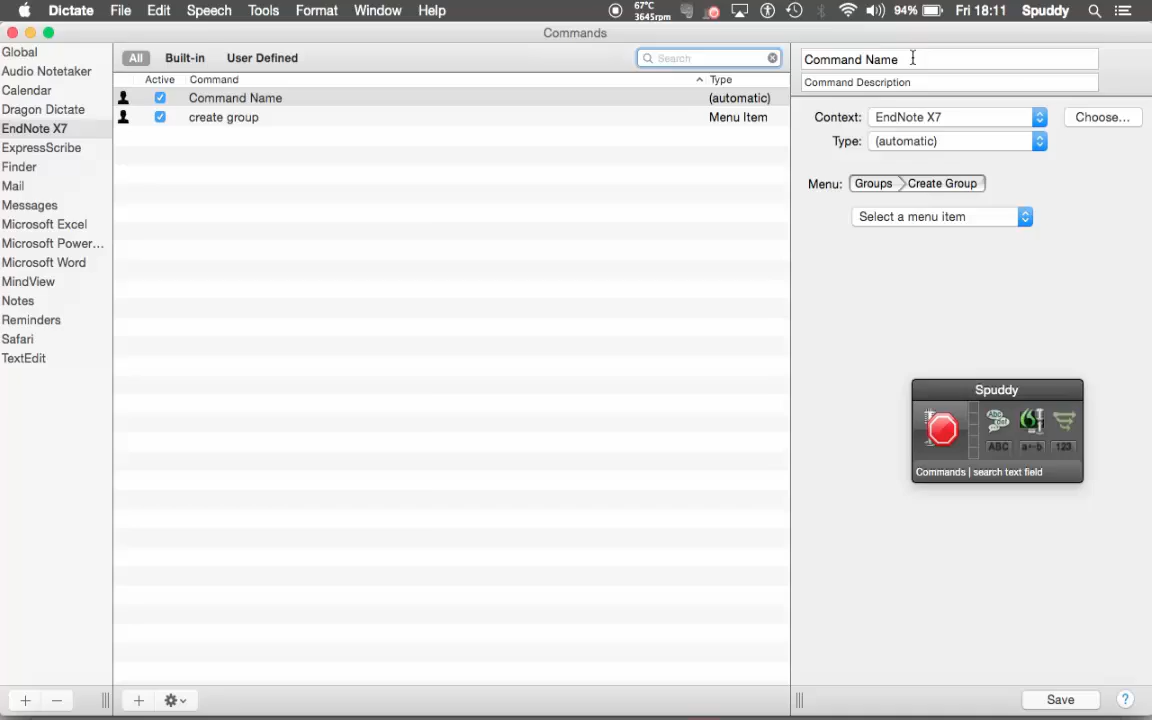 Dictate File Edit Speech Tools Format Window Help 67°C 3645rpm 94% Fri 18:11 Spuddy
Commands
Global
Audio Notetaker
Calendar
Dragon Dictate
EndNote X7
ExpressScribe
Finder
Mail
Messages
Microsoft Excel
Microsoft Power...
Microsoft Word
MindView
Notes
Reminders
Safari
TextEdit
All Built-in User Defined Search
Active Command Type
Command Name (automatic)
create group Menu Item
Command Name
Command Description
Context: EndNote X7 Choose...
Type: (automatic)
Menu: Groups Create Group
Select a menu item
Spuddy
ABC a↔b 123
Commands | search text field
Save ?